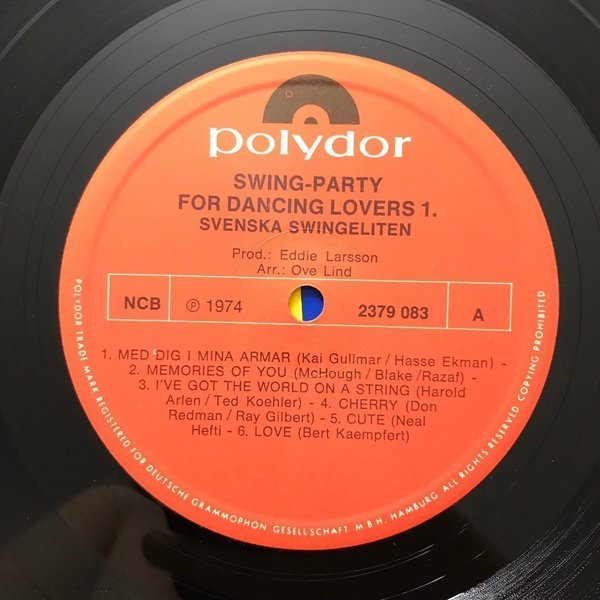 polydor
SWING-PARTY
FOR DANCING LOVERS 1.
SVENSKA SWINGELITEN
Prod.: Eddie Larsson
Arr.: Ove Lind
NCB ℗ 1974 2379 083 A
1. MED DIG I MINA ARMAR (Kai Gullmar/Hasse Ekman) -
2. MEMORIES OF YOU (McHough/Blake/Razaf) -
3. I'VE GOT THE WORLD ON A STRING (Harold
Arlen/Ted Koehler) - 4. CHERRY (Don
Redman/Ray Gilbert) - 5. CUTE (Neal
Hefti - 6. LOVE (Bert Kaempfert)
POLYDOR TRADE MARK REGISTERED FOR DEUTSCHE GRAMMOPHON GESELLSCHAFT M.B.H. HAMBURG ALL RIGHTS RESERVED. COPYING PROHIBITED